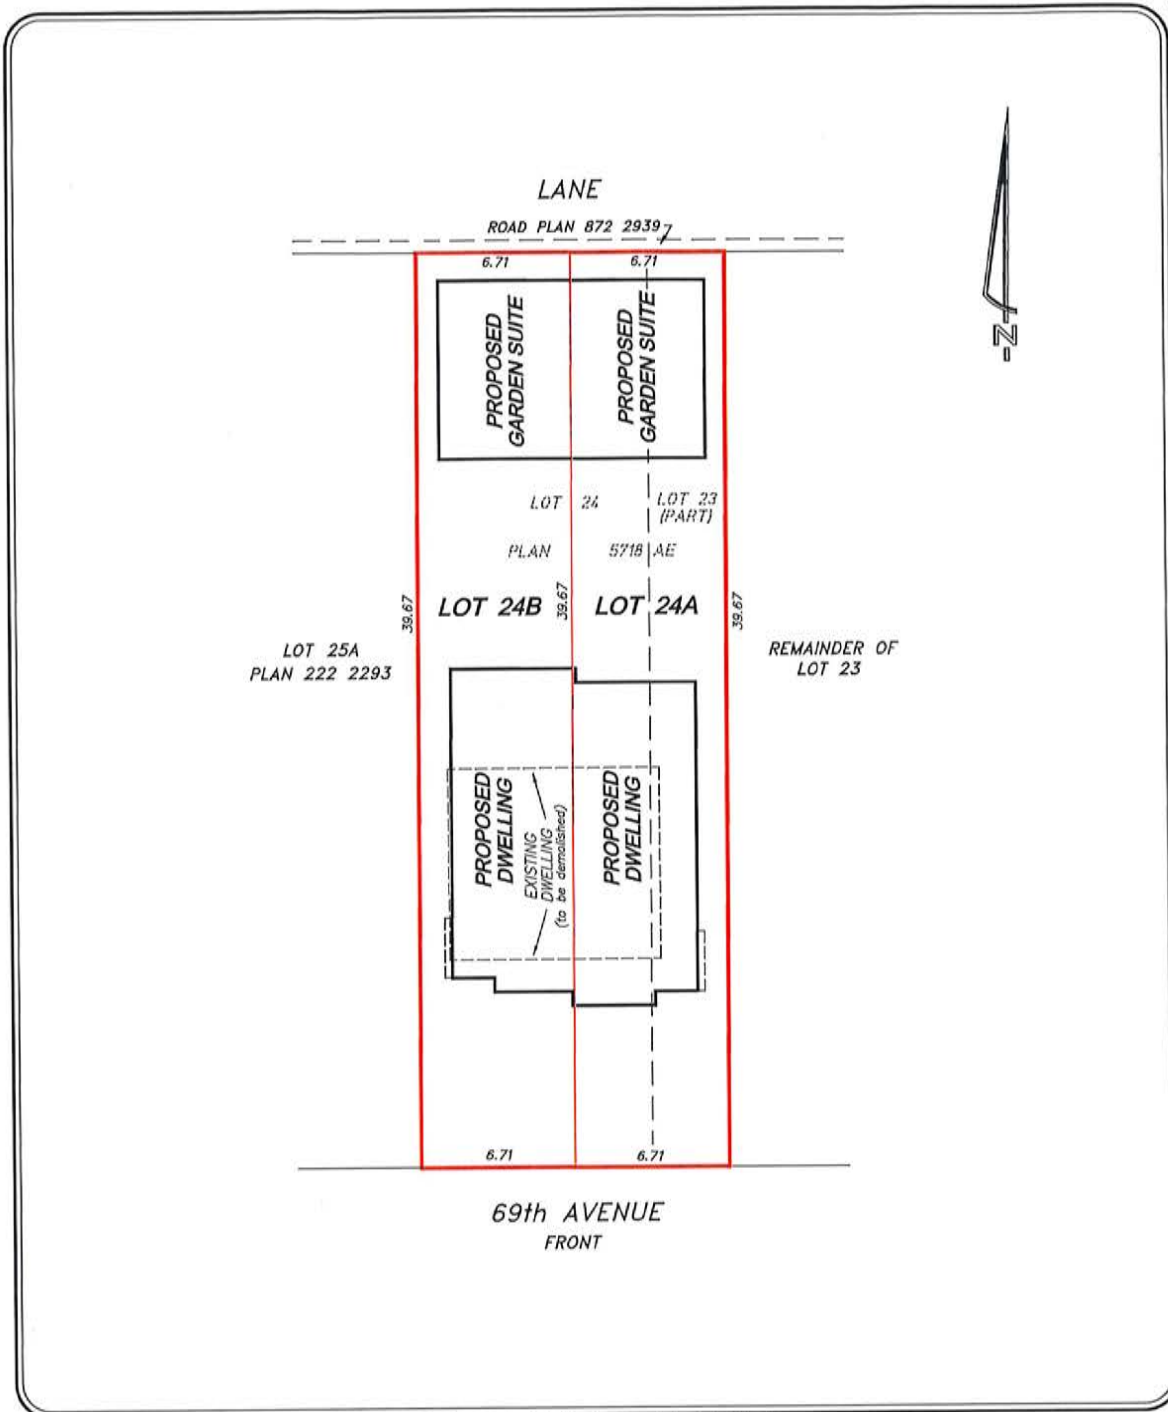 LANE
ROAD PLAN 872 2939
6.71
6.71
PROPOSED
GARDEN SUITE
PROPOSED
GARDEN SUITE
-N-
LOT 24
LOT 23
(PART)
PLAN 5718 AE
39.67
LOT 24B
39.67
LOT 24A
39.67
LOT 25A
PLAN 222 2293
REMAINDER OF
LOT 23
PROPOSED
DWELLING
EXISTING
DWELLING
(to be demolished)
PROPOSED
DWELLING
6.71
6.71
69th AVENUE
FRONT